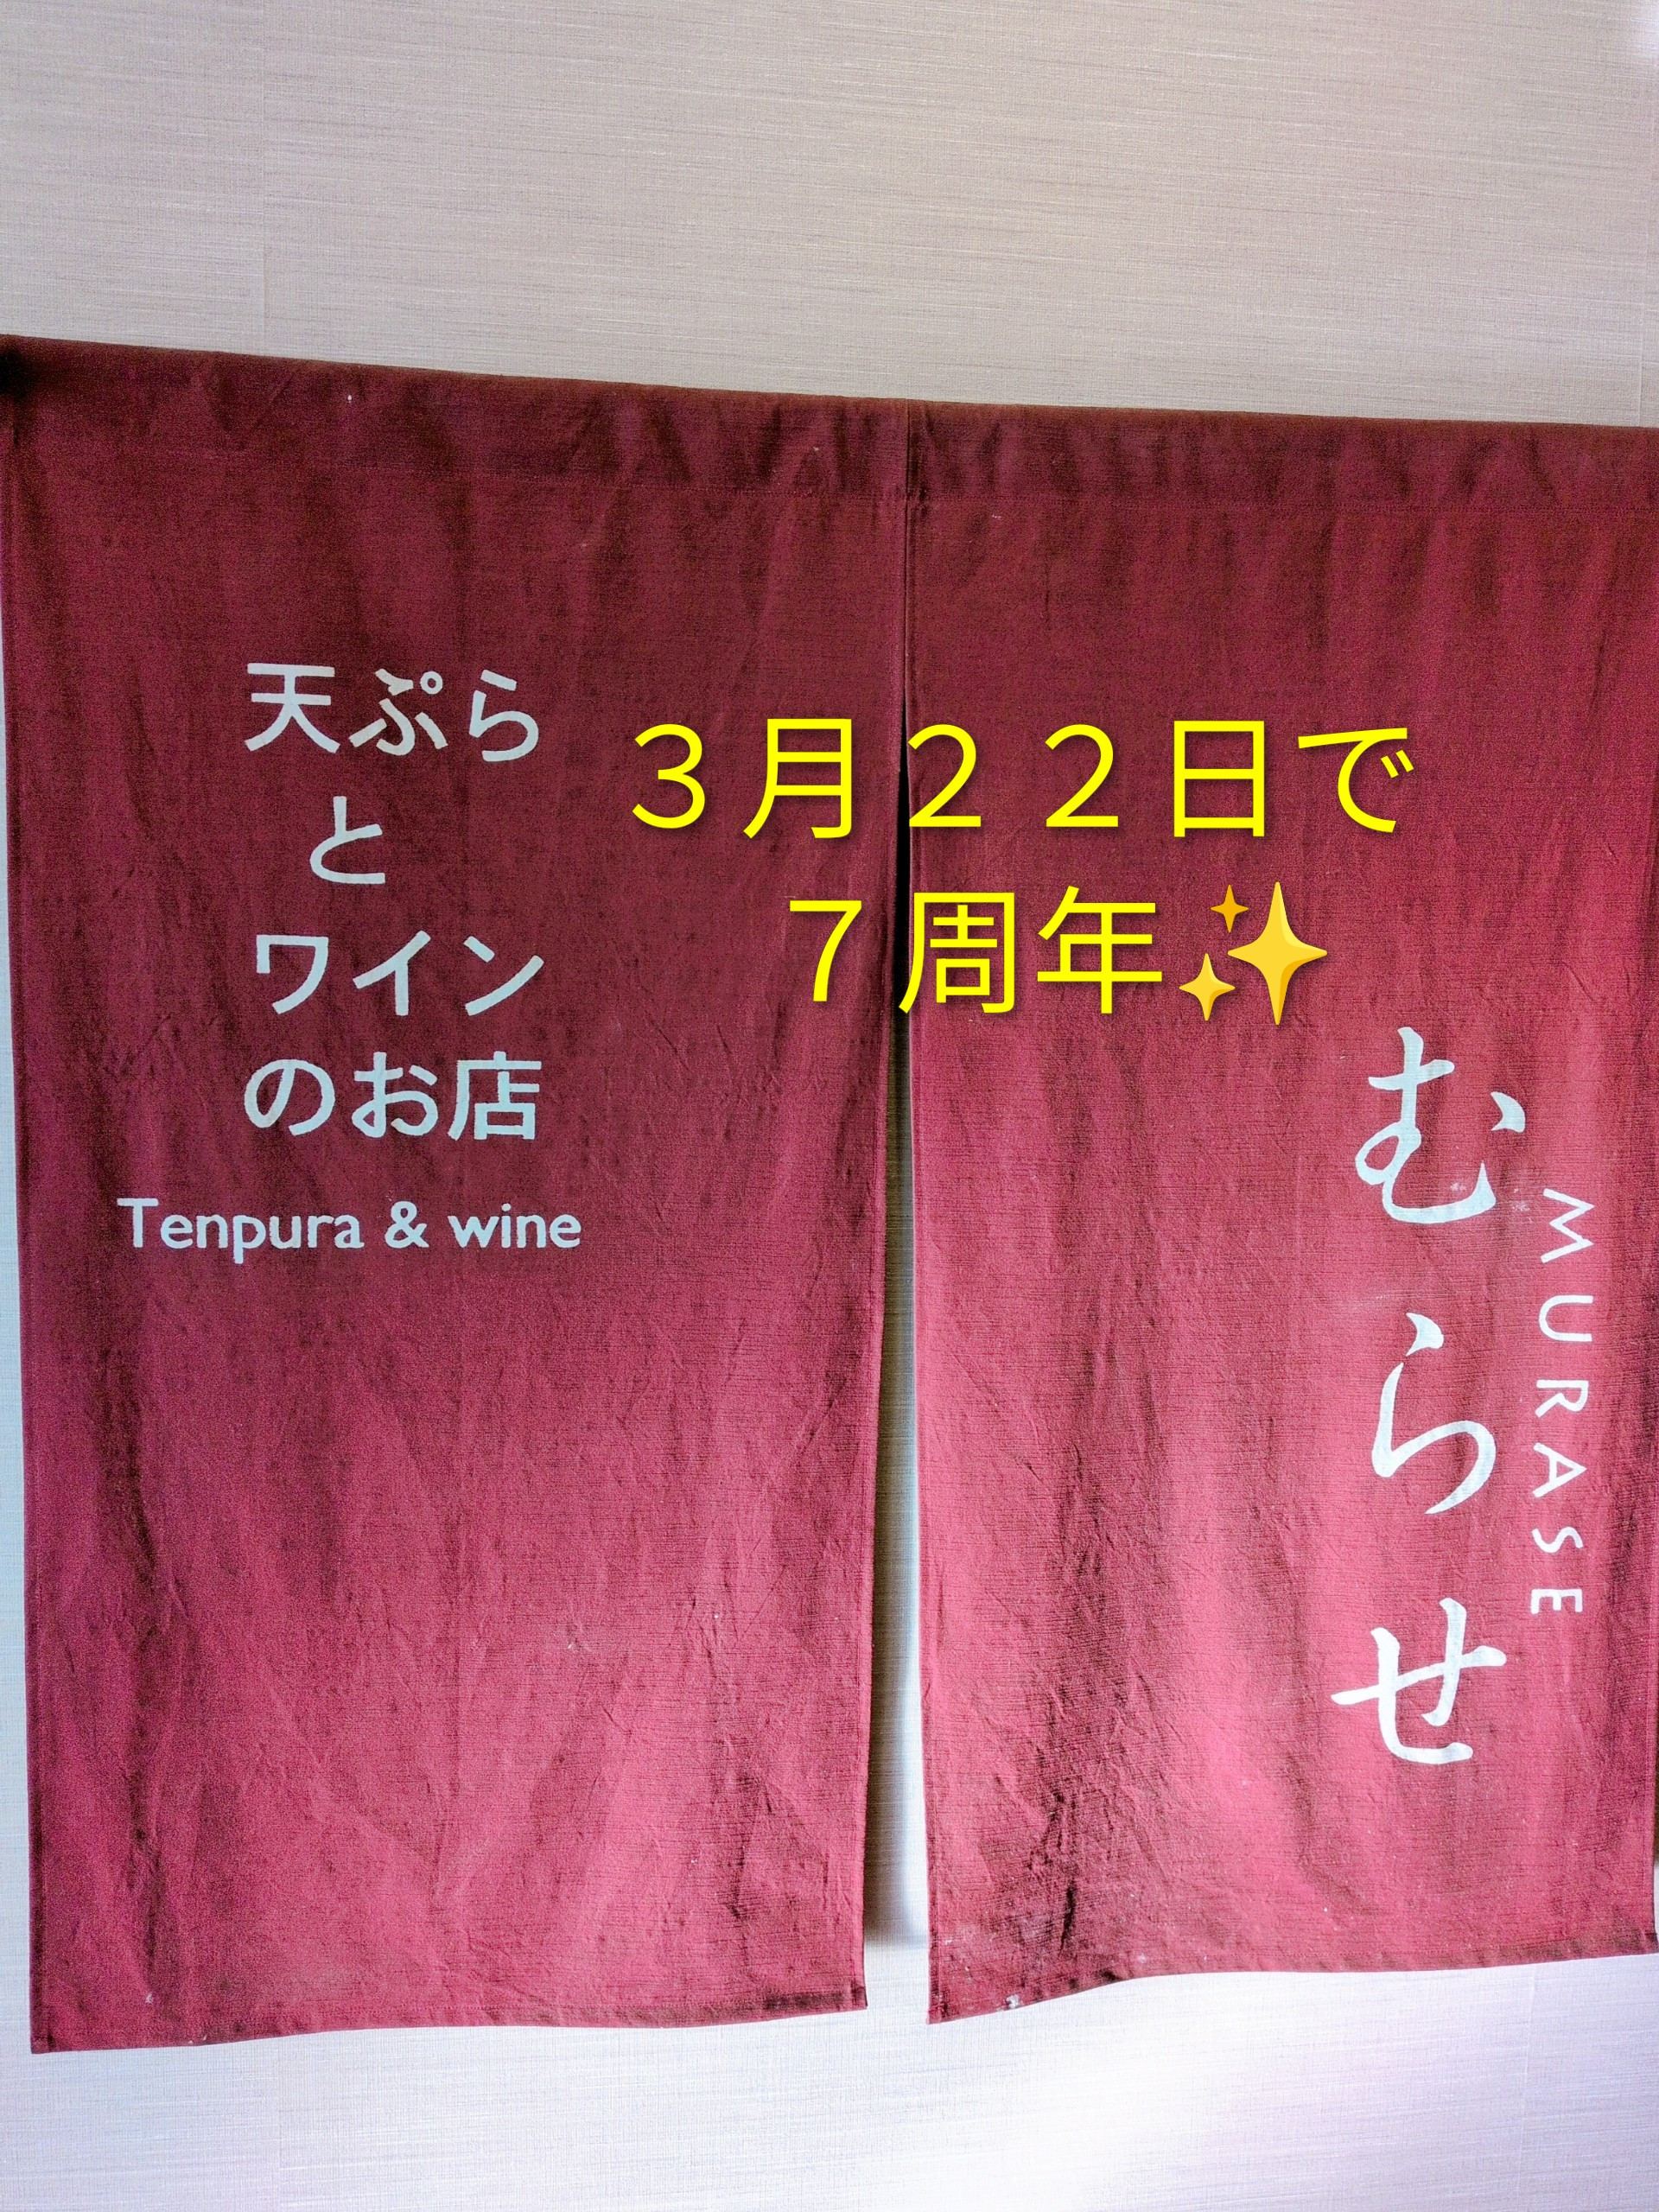 天ぷら
と
ワイン
のお店
Tenpura & wine
３月２２日で
７周年✨
むらせ
MURASE